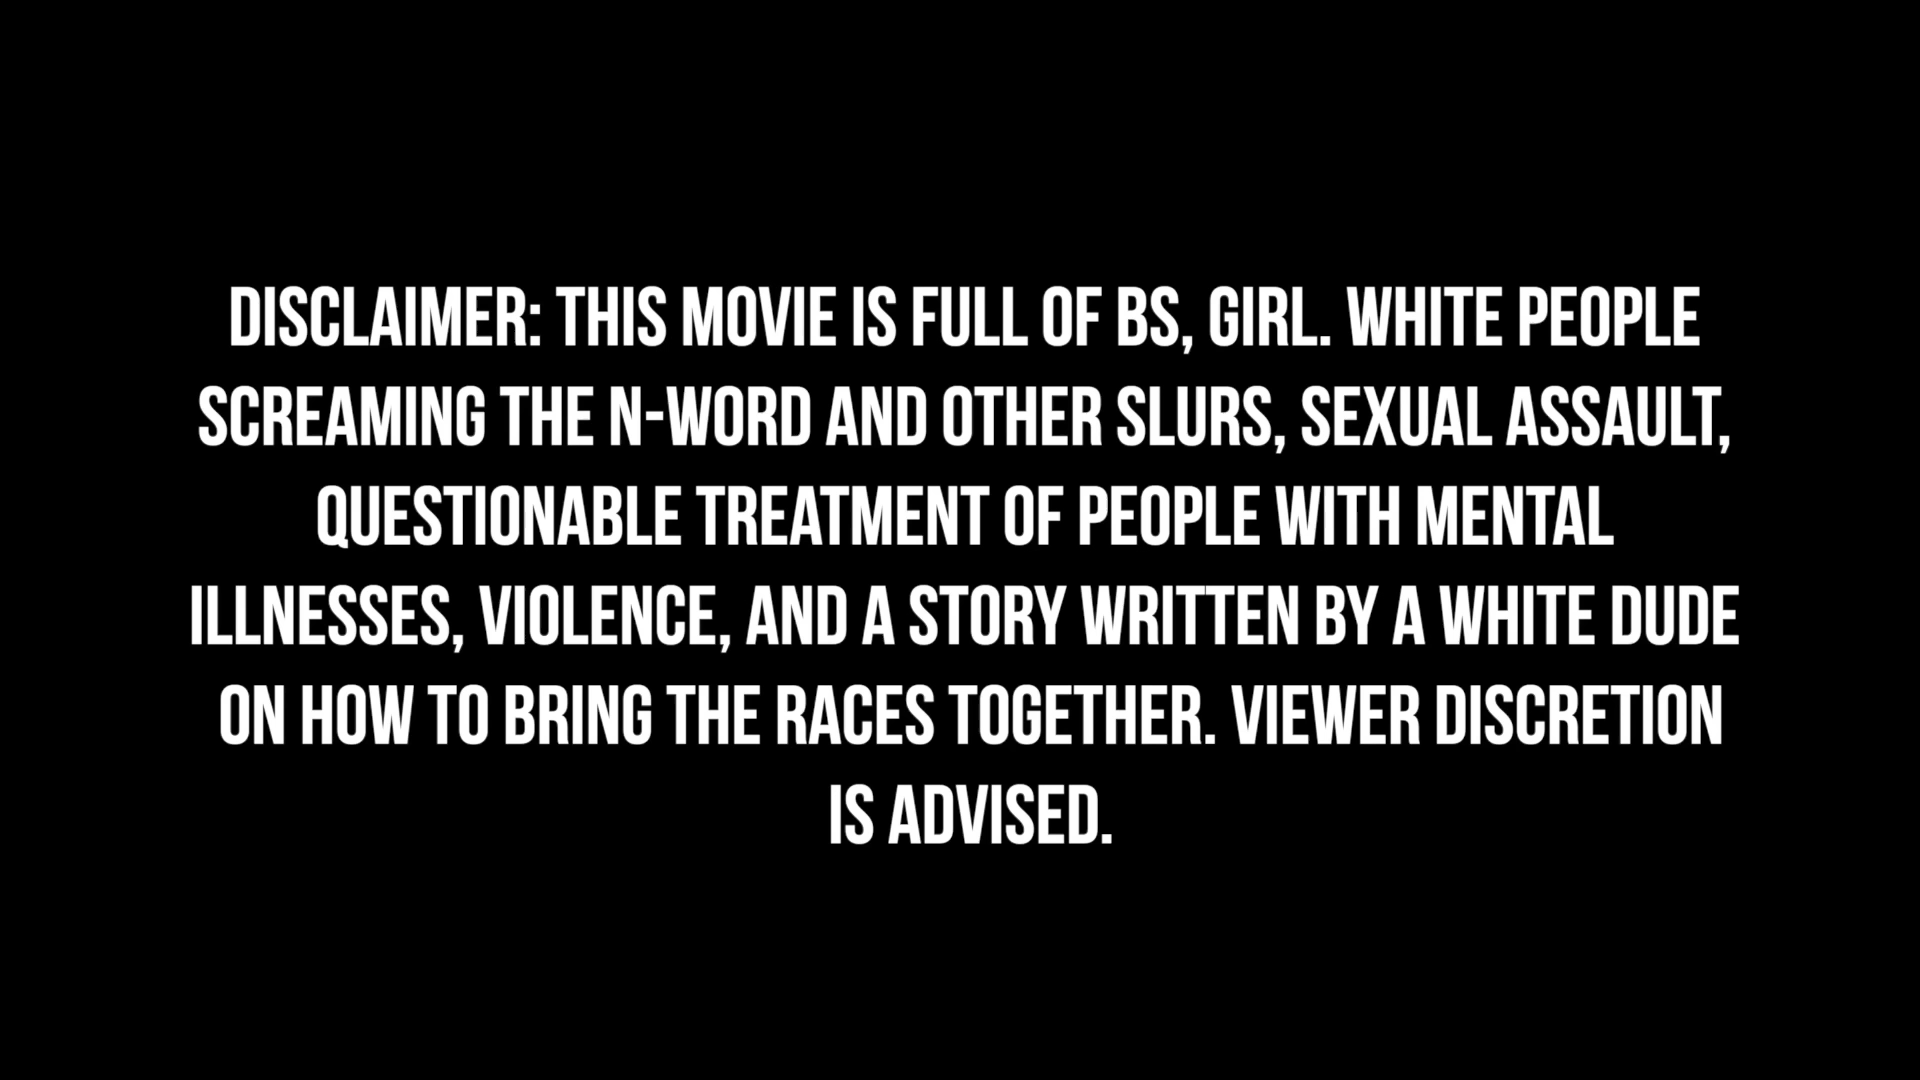 DISCLAIMER: THIS MOVIE IS FULL OF BS, GIRL. WHITE PEOPLE
SCREAMING THE N-WORD AND OTHER SLURS, SEXUAL ASSAULT,
QUESTIONABLE TREATMENT OF PEOPLE WITH MENTAL
ILLNESSES, VIOLENCE, AND A STORY WRITTEN BY A WHITE DUDE
ON HOW TO BRING THE RACES TOGETHER. VIEWER DISCRETION
IS ADVISED.